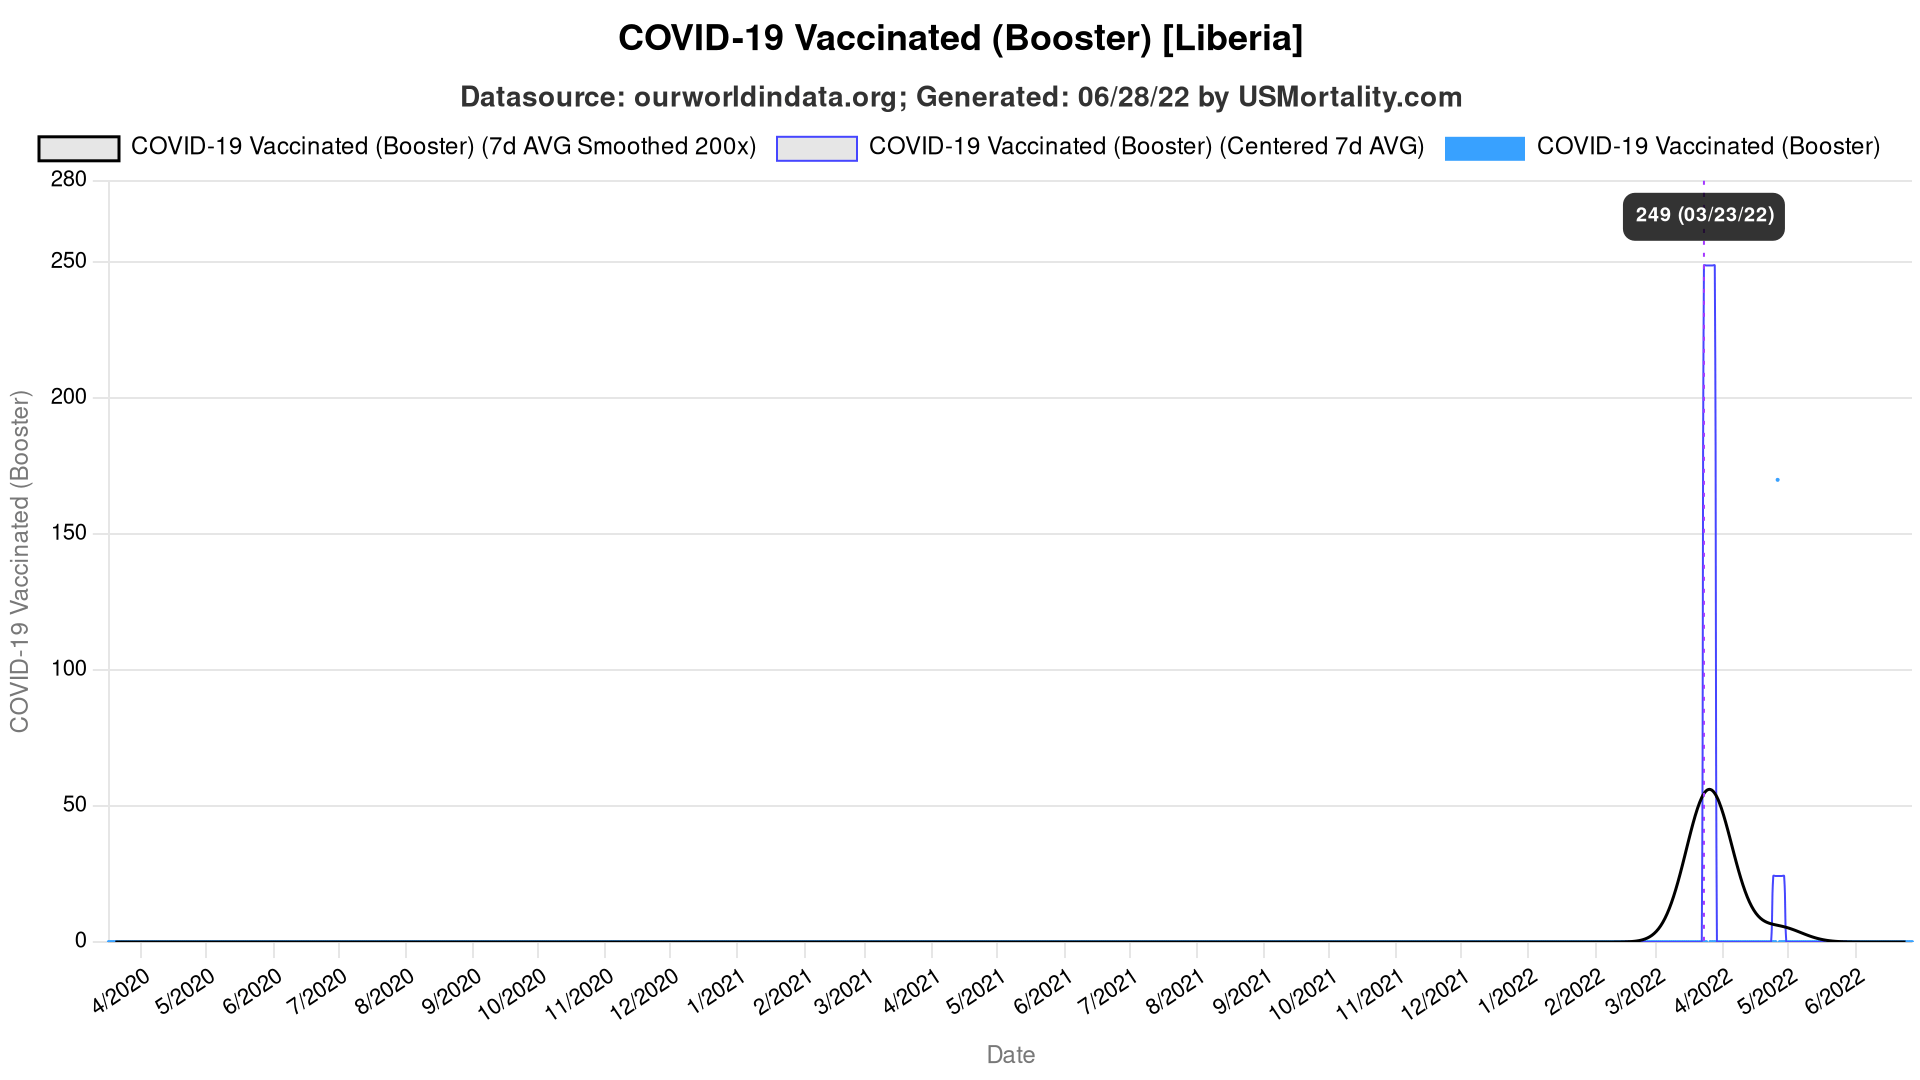 COVID-19 Vaccinated (Booster) [Liberia]
Datasource: ourworldindata.org; Generated: 06/28/22 by USMortality.com
COVID-19 Vaccinated (Booster) (7d AVG Smoothed 200x) COVID-19 Vaccinated (Booster) (Centered 7d AVG) COVID-19 Vaccinated (Booster)
280
249 (03/23/22)
250
200
150
100
50
0
COVID-19 Vaccinated (Booster)
4/2020 5/2020 6/2020 7/2020 8/2020 9/2020 10/2020 11/2020 12/2020 1/2021 2/2021 3/2021 4/2021 5/2021 6/2021 7/2021 8/2021 9/2021 10/2021 11/2021 12/2021 1/2022 2/2022 3/2022 4/2022 5/2022 6/2022
Date